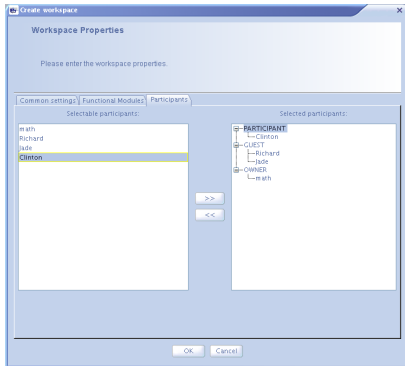 Create workspace
Workspace Properties
Please enter the workspace properties.
Common settings Functional Modules Participants
Selectable participants:
math
Richard
Jade
Clinton
>>
<<
Selected participants:
PARTICIPANT
Clinton
GUEST
Richard
Jade
OWNER
math
OK Cancel